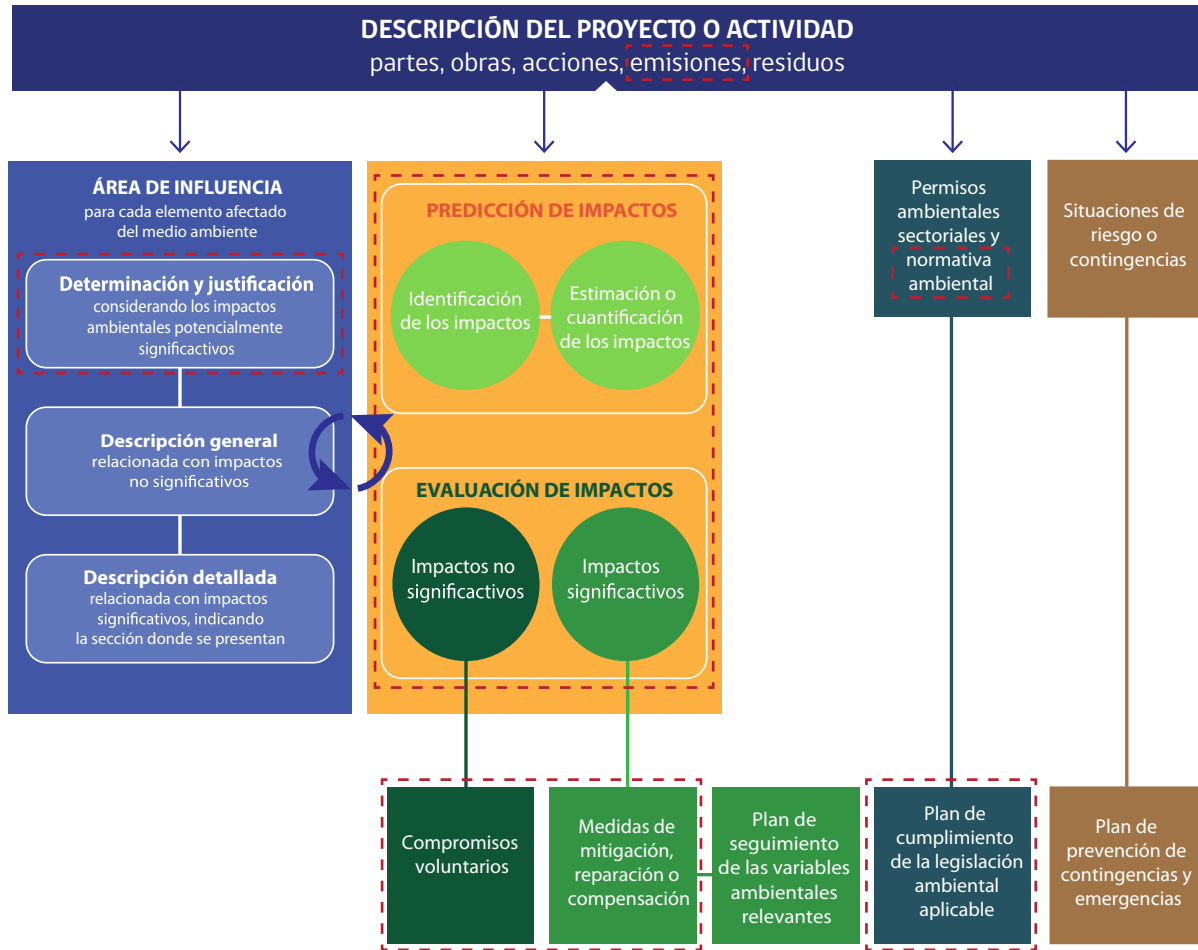 DESCRIPCIÓN DEL PROYECTO O ACTIVIDAD
partes, obras, acciones, emisiones, residuos
ÁREA DE INFLUENCIA
para cada elemento afectado
del medio ambiente
Determinación y justificación
considerando los impactos
ambientales potencialmente
significactivos
Descripción general
relacionada con impactos
no significativos
Descripción detallada
relacionada con impactos
significativos, indicando
la sección donde se presentan
PREDICCIÓN DE IMPACTOS
Identificación
de los impactos
Estimación o
cuantificación
de los impactos
EVALUACIÓN DE IMPACTOS
Impactos no
significactivos
Impactos
significactivos
Permisos
ambientales
sectoriales y
normativa
ambiental
Situaciones de
riesgo o
contingencias
Compromisos
voluntarios
Medidas de
mitigación,
reparación o
compensación
Plan de
seguimiento
de las variables
ambientales
relevantes
Plan de
cumplimiento
de la legislación
ambiental
aplicable
Plan de
prevención de
contingencias y
emergencias